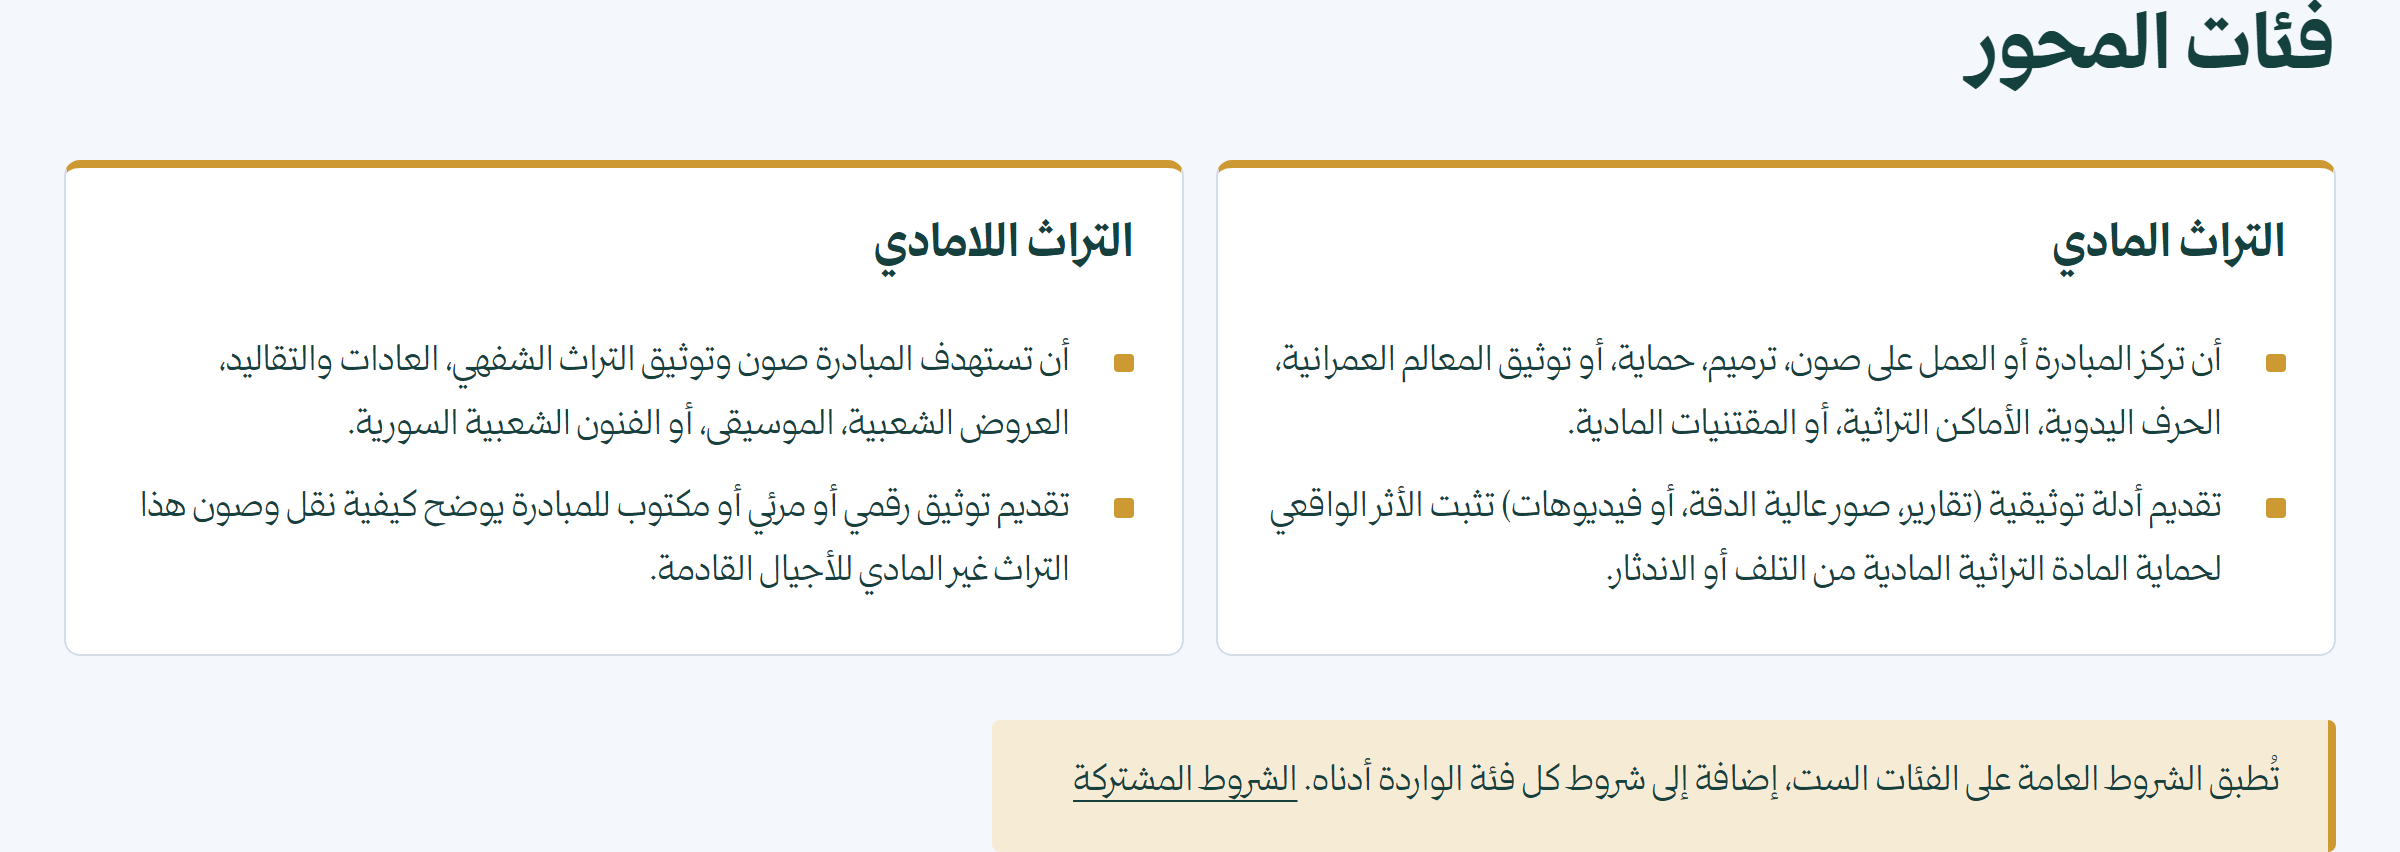 فئات المحور
التراث المادي
أن تركز المبادرة أو العمل على صون، ترميم، حماية، أو توثيق المعالم العمرانية،
الحرف اليدوية، الأماكن التراثية، أو المقتنيات المادية.
تقديم أدلة توثيقية (تقارير، صور عالية الدقة، أو فيديوهات) تثبت الأثر الواقعي
لحماية المادة التراثية المادية من التلف أو الاندثار.
التراث اللامادي
أن تستهدف المبادرة صون وتوثيق التراث الشفهي، العادات والتقاليد،
العروض الشعبية، الموسيقى، أو الفنون الشعبية السورية.
تقديم توثيق رقمي أو مرئي أو مكتوب للمبادرة يوضح كيفية نقل وصون هذا
التراث غير المادي للأجيال القادمة.
تُطبق الشروط العامة على الفئات الست، إضافة إلى شروط كل فئة الواردة أدناه. الشروط المشتركة